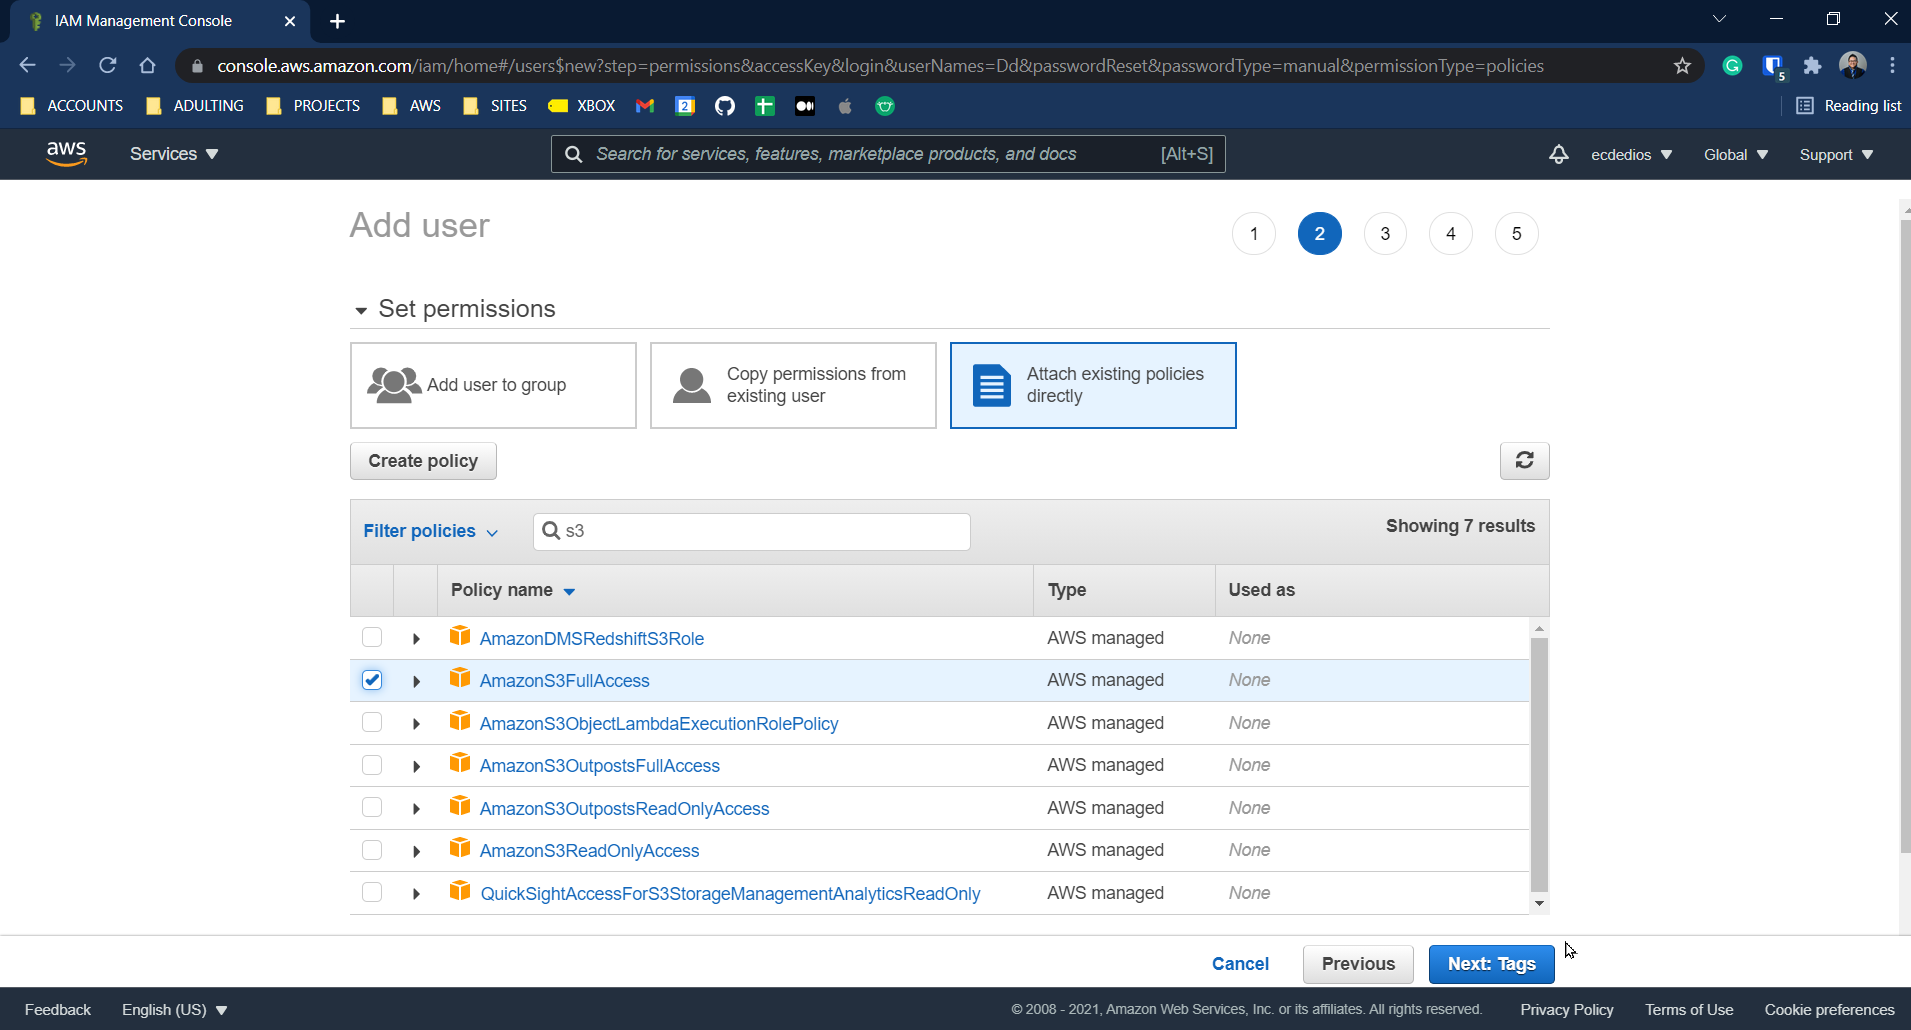 IAM Management Console
console.aws.amazon.com/iam/home#/users$new?step=permissions&accessKey&login&userNames=Dd&passwordReset&passwordType=manual&permissionType=policies
5
ACCOUNTS ADULTING PROJECTS AWS SITES XBOX 2 Reading list
aws Services Search for services, features, marketplace products, and docs [Alt+S] ecdedios Global Support
Add user 1 2 3 4 5
Set permissions
Add user to group
Copy permissions from
existing user
Attach existing policies
directly
Create policy
Filter policies s3 Showing 7 results
Policy name Type Used as
AmazonDMSRedshiftS3Role AWS managed None
AmazonS3FullAccess AWS managed None
AmazonS3ObjectLambdaExecutionRolePolicy AWS managed None
AmazonS3OutpostsFullAccess AWS managed None
AmazonS3OutpostsReadOnlyAccess AWS managed None
AmazonS3ReadOnlyAccess AWS managed None
QuickSightAccessForS3StorageManagementAnalyticsReadOnly AWS managed None
Cancel Previous Next: Tags
Feedback English (US) © 2008 - 2021, Amazon Web Services, Inc. or its affiliates. All rights reserved. Privacy Policy Terms of Use Cookie preferences